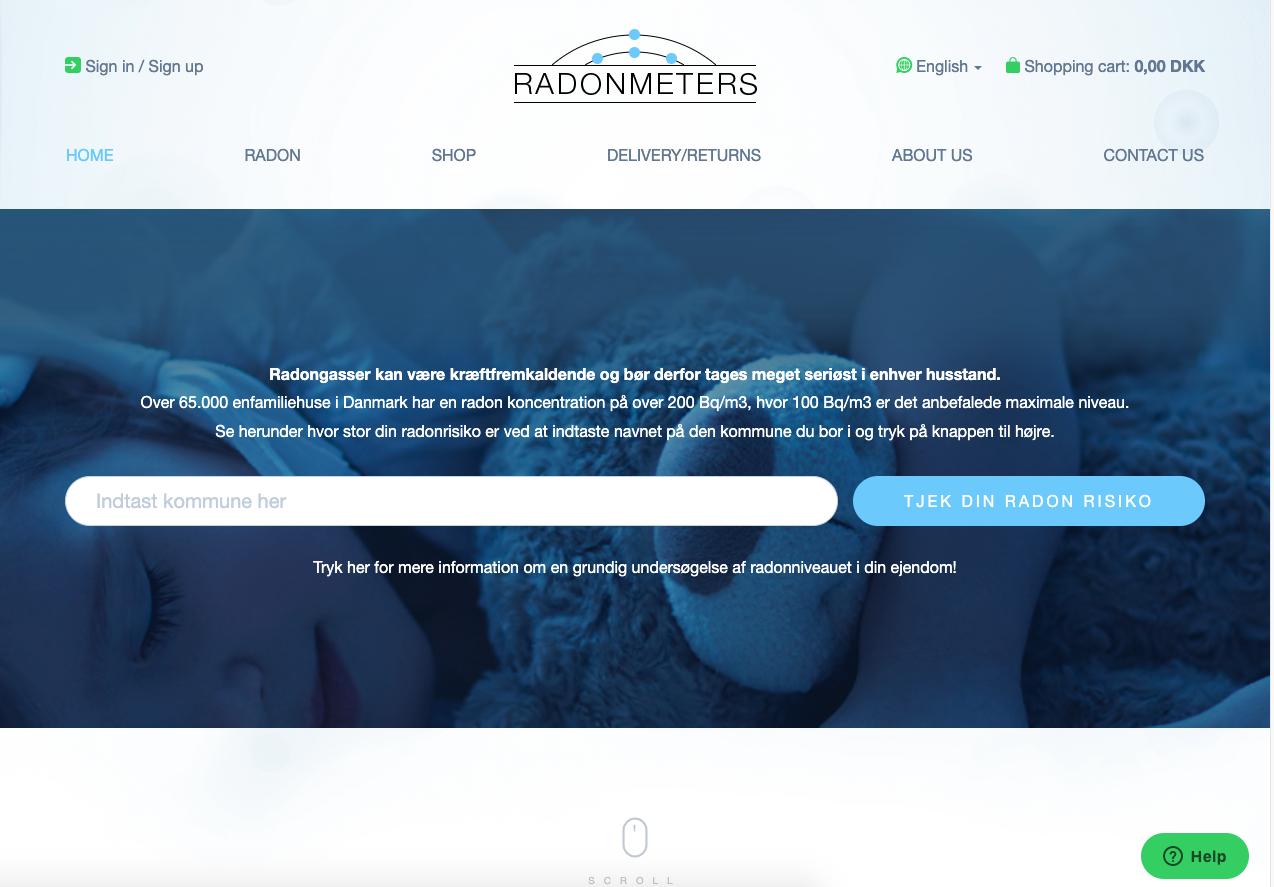 Sign in / Sign up
RADONMETERS
English
Shopping cart: 0,00 DKK
HOME
RADON
SHOP
DELIVERY/RETURNS
ABOUT US
CONTACT US
Radongasser kan være kræftfremkaldende og bør derfor tages meget seriøst i enhver husstand.
Over 65.000 enfamiliehuse i Danmark har en radon koncentration på over 200 Bq/m3, hvor 100 Bq/m3 er det anbefalede maximale niveau.
Se herunder hvor stor din radonrisiko er ved at indtaste navnet på den kommune du bor i og tryk på knappen til højre.
Indtast kommune her
TJEK DIN RADON RISIKO
Tryk her for mere information om en grundig undersøgelse af radonniveauet i din ejendom!
SCROLL
Help